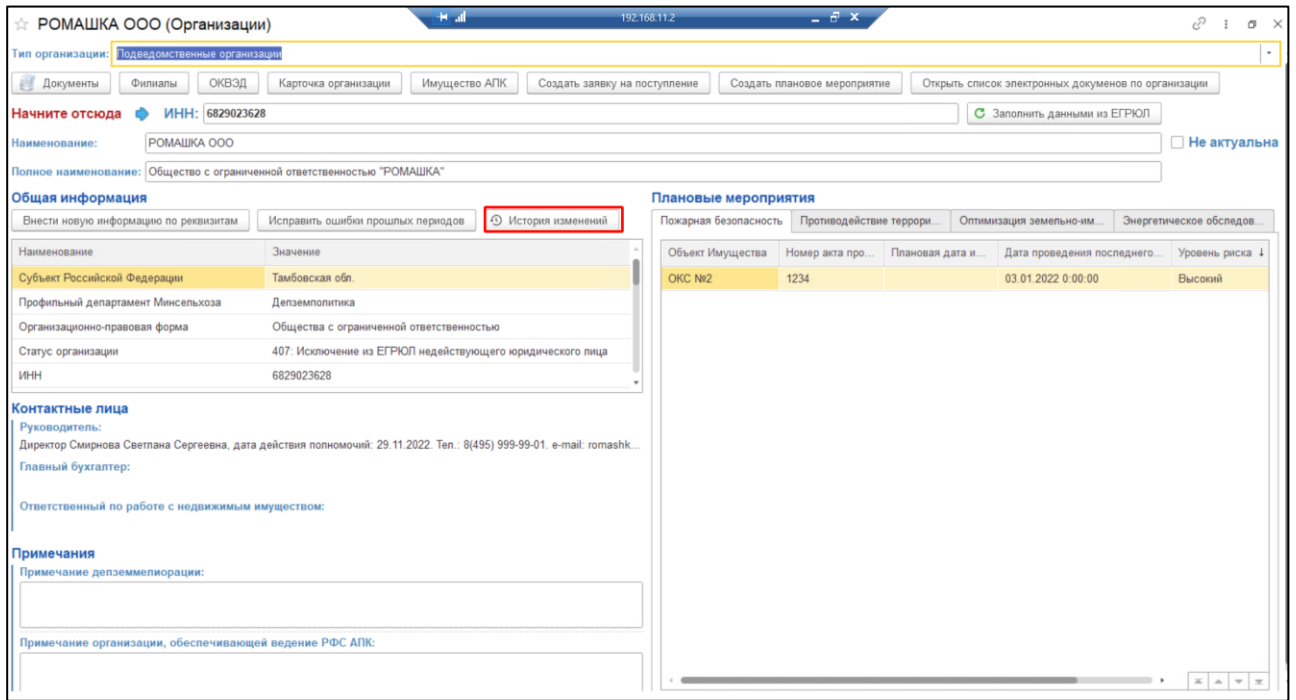 192.168.11.2
РОМАШКА ООО (Организации)
Тип организации: Подведомственные организации
Документы Филиалы ОКВЭД Карточка организации Имущество АПК Создать заявку на поступление Создать плановое мероприятие Открыть список электронных докуменов по организации
Начните отсюда ИНН: 6829023628 Заполнить данными из ЕГРЮЛ
Наименование: РОМАШКА ООО Не актуальна
Полное наименование: Общество с ограниченной ответственностью "РОМАШКА"
Общая информация
Внести новую информацию по реквизитам Исправить ошибки прошлых периодов История изменений
Наименование Значение
Субъект Российской Федерации Тамбовская обл.
Профильный департамент Минсельхоза Депземполитика
Организационно-правовая форма Общества с ограниченной ответственностью
Статус организации 407: Исключение из ЕГРЮЛ недействующего юридического лица
ИНН 6829023628
Контактные лица
Руководитель:
Директор Смирнова Светлана Сергеевна, дата действия полномочий: 29.11.2022. Тел.: 8(495) 999-99-01. e-mail: romashk...
Главный бухгалтер:
Ответственный по работе с недвижимым имуществом:
Примечания
Примечание депземмелиорации:
Примечание организации, обеспечивающей ведение РФС АПК:
Плановые мероприятия
Пожарная безопасность Противодействие террори... Оптимизация земельно-им... Энергетическое обследов...
Объект Имущества Номер акта про... Плановая дата и... Дата проведения последнего... Уровень риска ↓
ОКС №2 1234 03.01.2022 0:00:00 Высокий